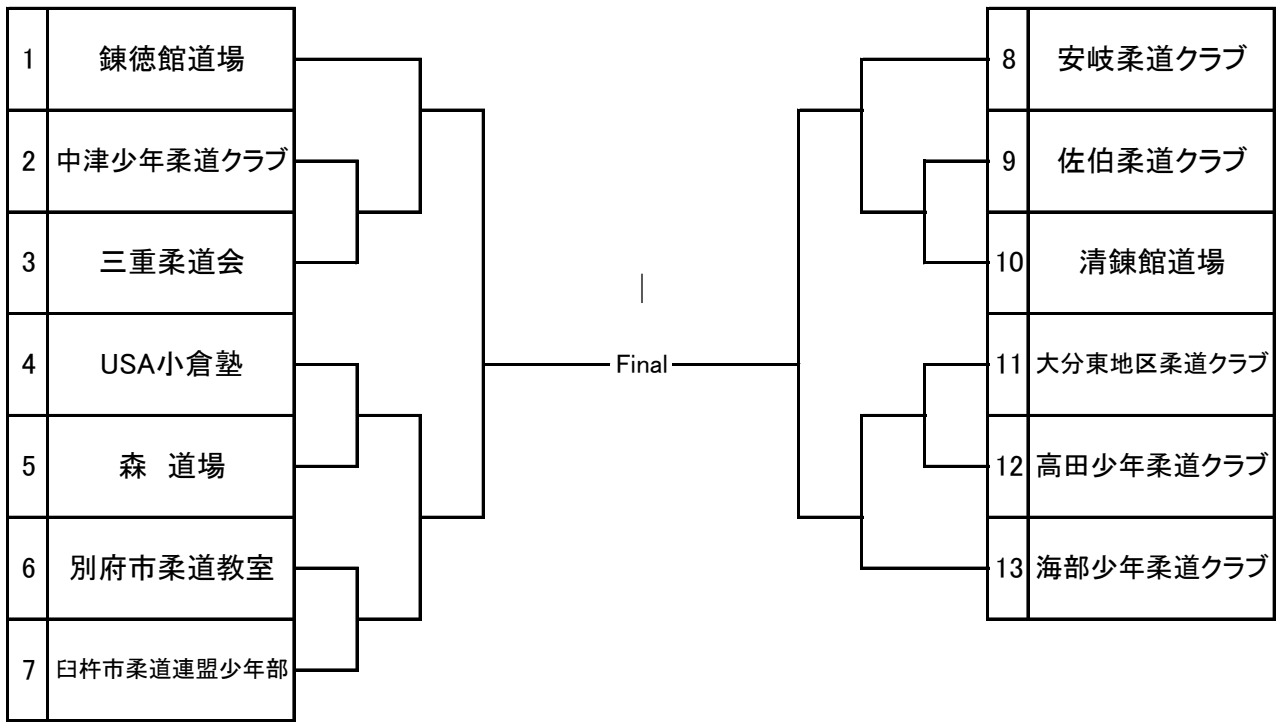 1 錬徳館道場
2 中津少年柔道クラブ
3 三重柔道会
4 USA小倉塾
5 森 道場
6 別府市柔道教室
7 臼杵市柔道連盟少年部
Final
8 安岐柔道クラブ
9 佐伯柔道クラブ
10 清錬館道場
11 大分東地区柔道クラブ
12 高田少年柔道クラブ
13 海部少年柔道クラブ